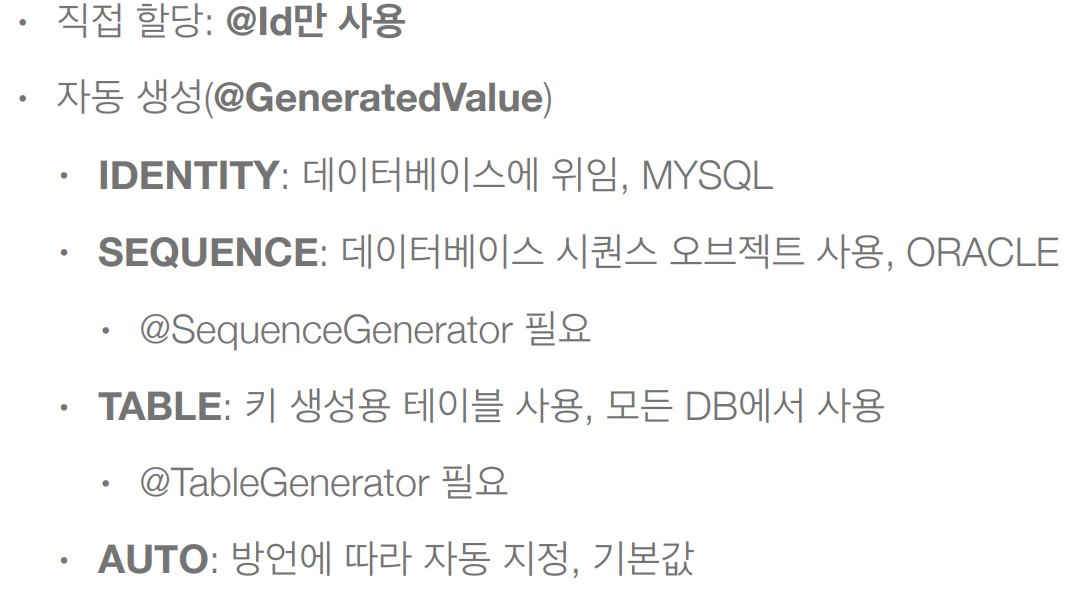 • 직접 할당: @Id만 사용
• 자동 생성(@GeneratedValue)
• IDENTITY: 데이터베이스에 위임, MYSQL
• SEQUENCE: 데이터베이스 시퀀스 오브젝트 사용, ORACLE
• @SequenceGenerator 필요
• TABLE: 키 생성용 테이블 사용, 모든 DB에서 사용
• @TableGenerator 필요
• AUTO: 방언에 따라 자동 지정, 기본값